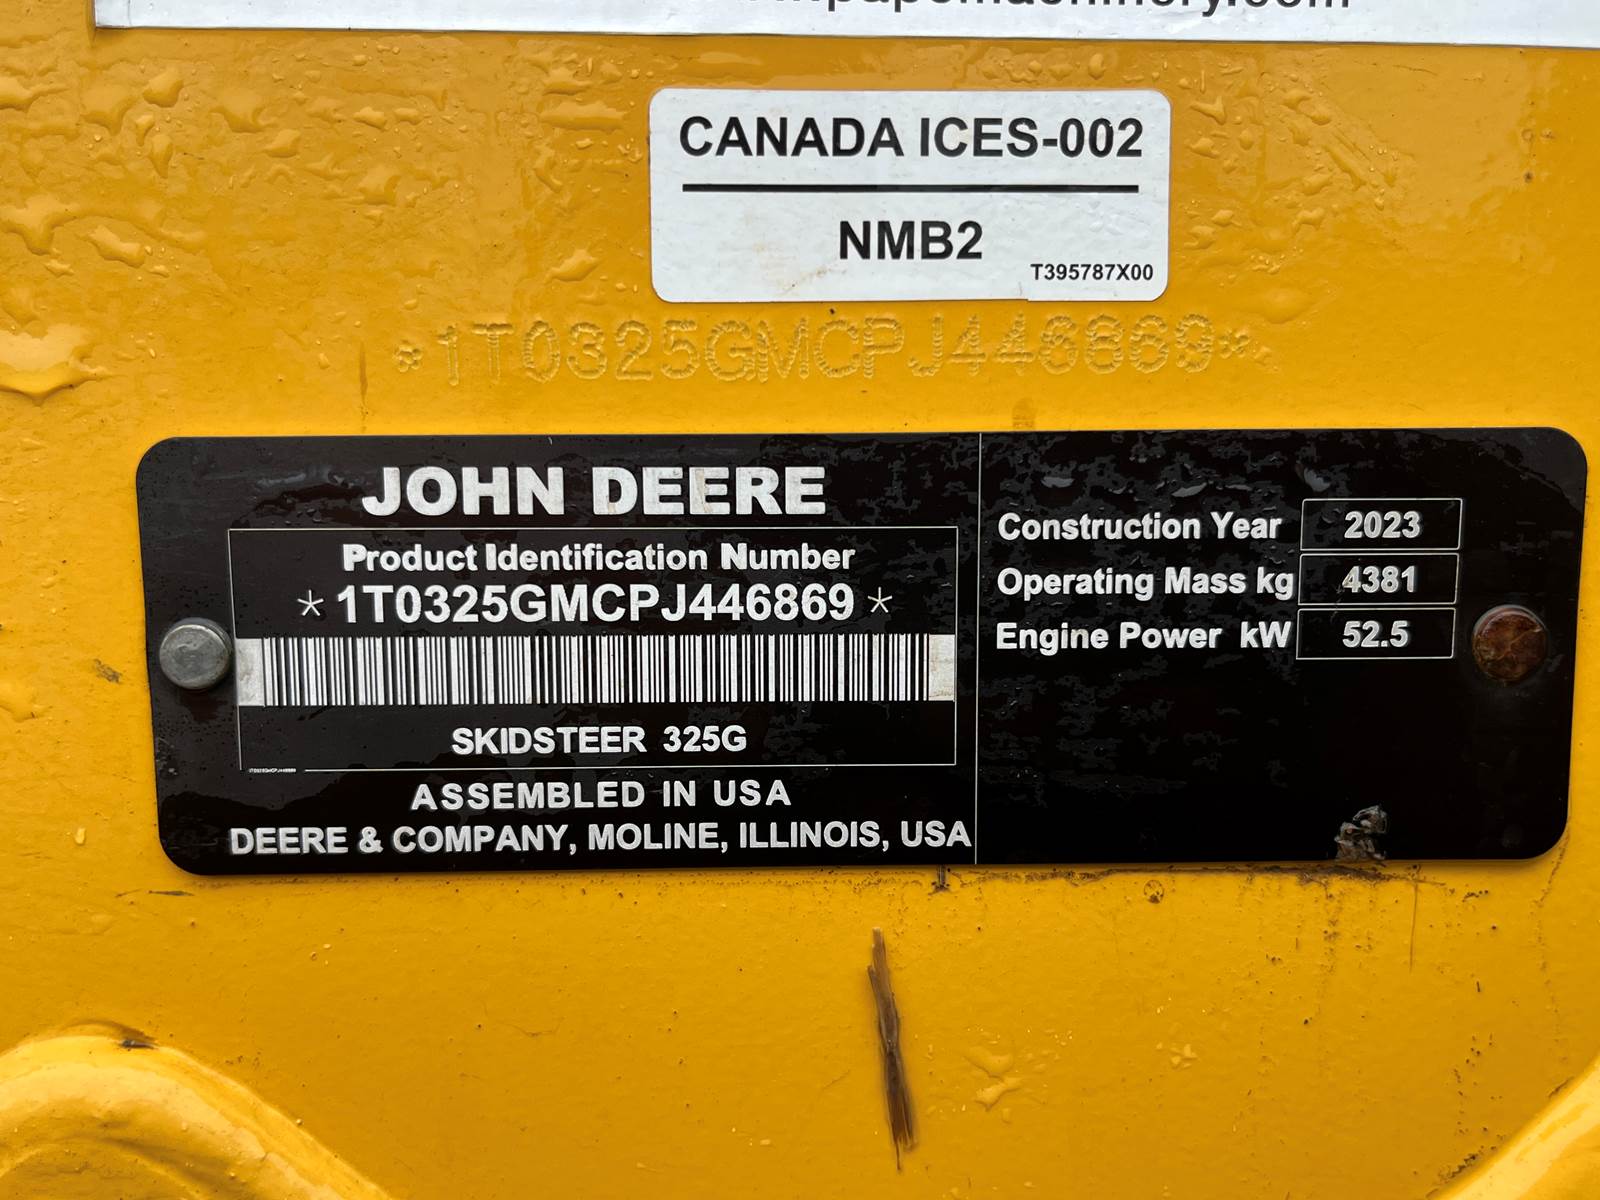 CANADA ICES-002
NMB2
T395787X00
*1T0325GMCPJ446869*
JOHN DEERE
Product Identification Number
* 1T0325GMCPJ446869 *
SKIDSTEER 325G
1T0325GMCPJ446869
ASSEMBLED IN USA
DEERE & COMPANY, MOLINE, ILLINOIS, USA
Construction Year 2023
Operating Mass kg 4381
Engine Power kW 52.5